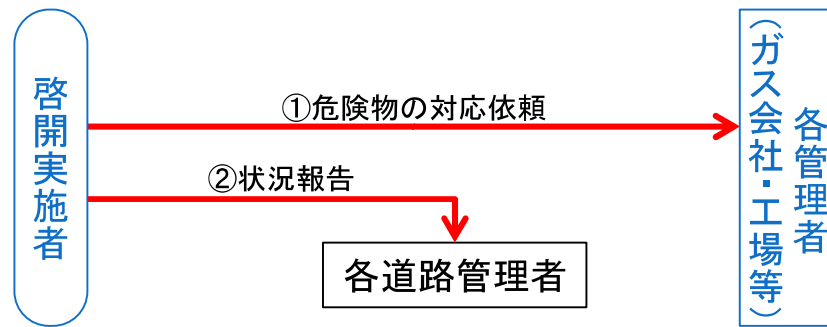 啓開実施者
①危険物の対応依頼
②状況報告
各道路管理者
各管理者
（ガス会社・工場等）